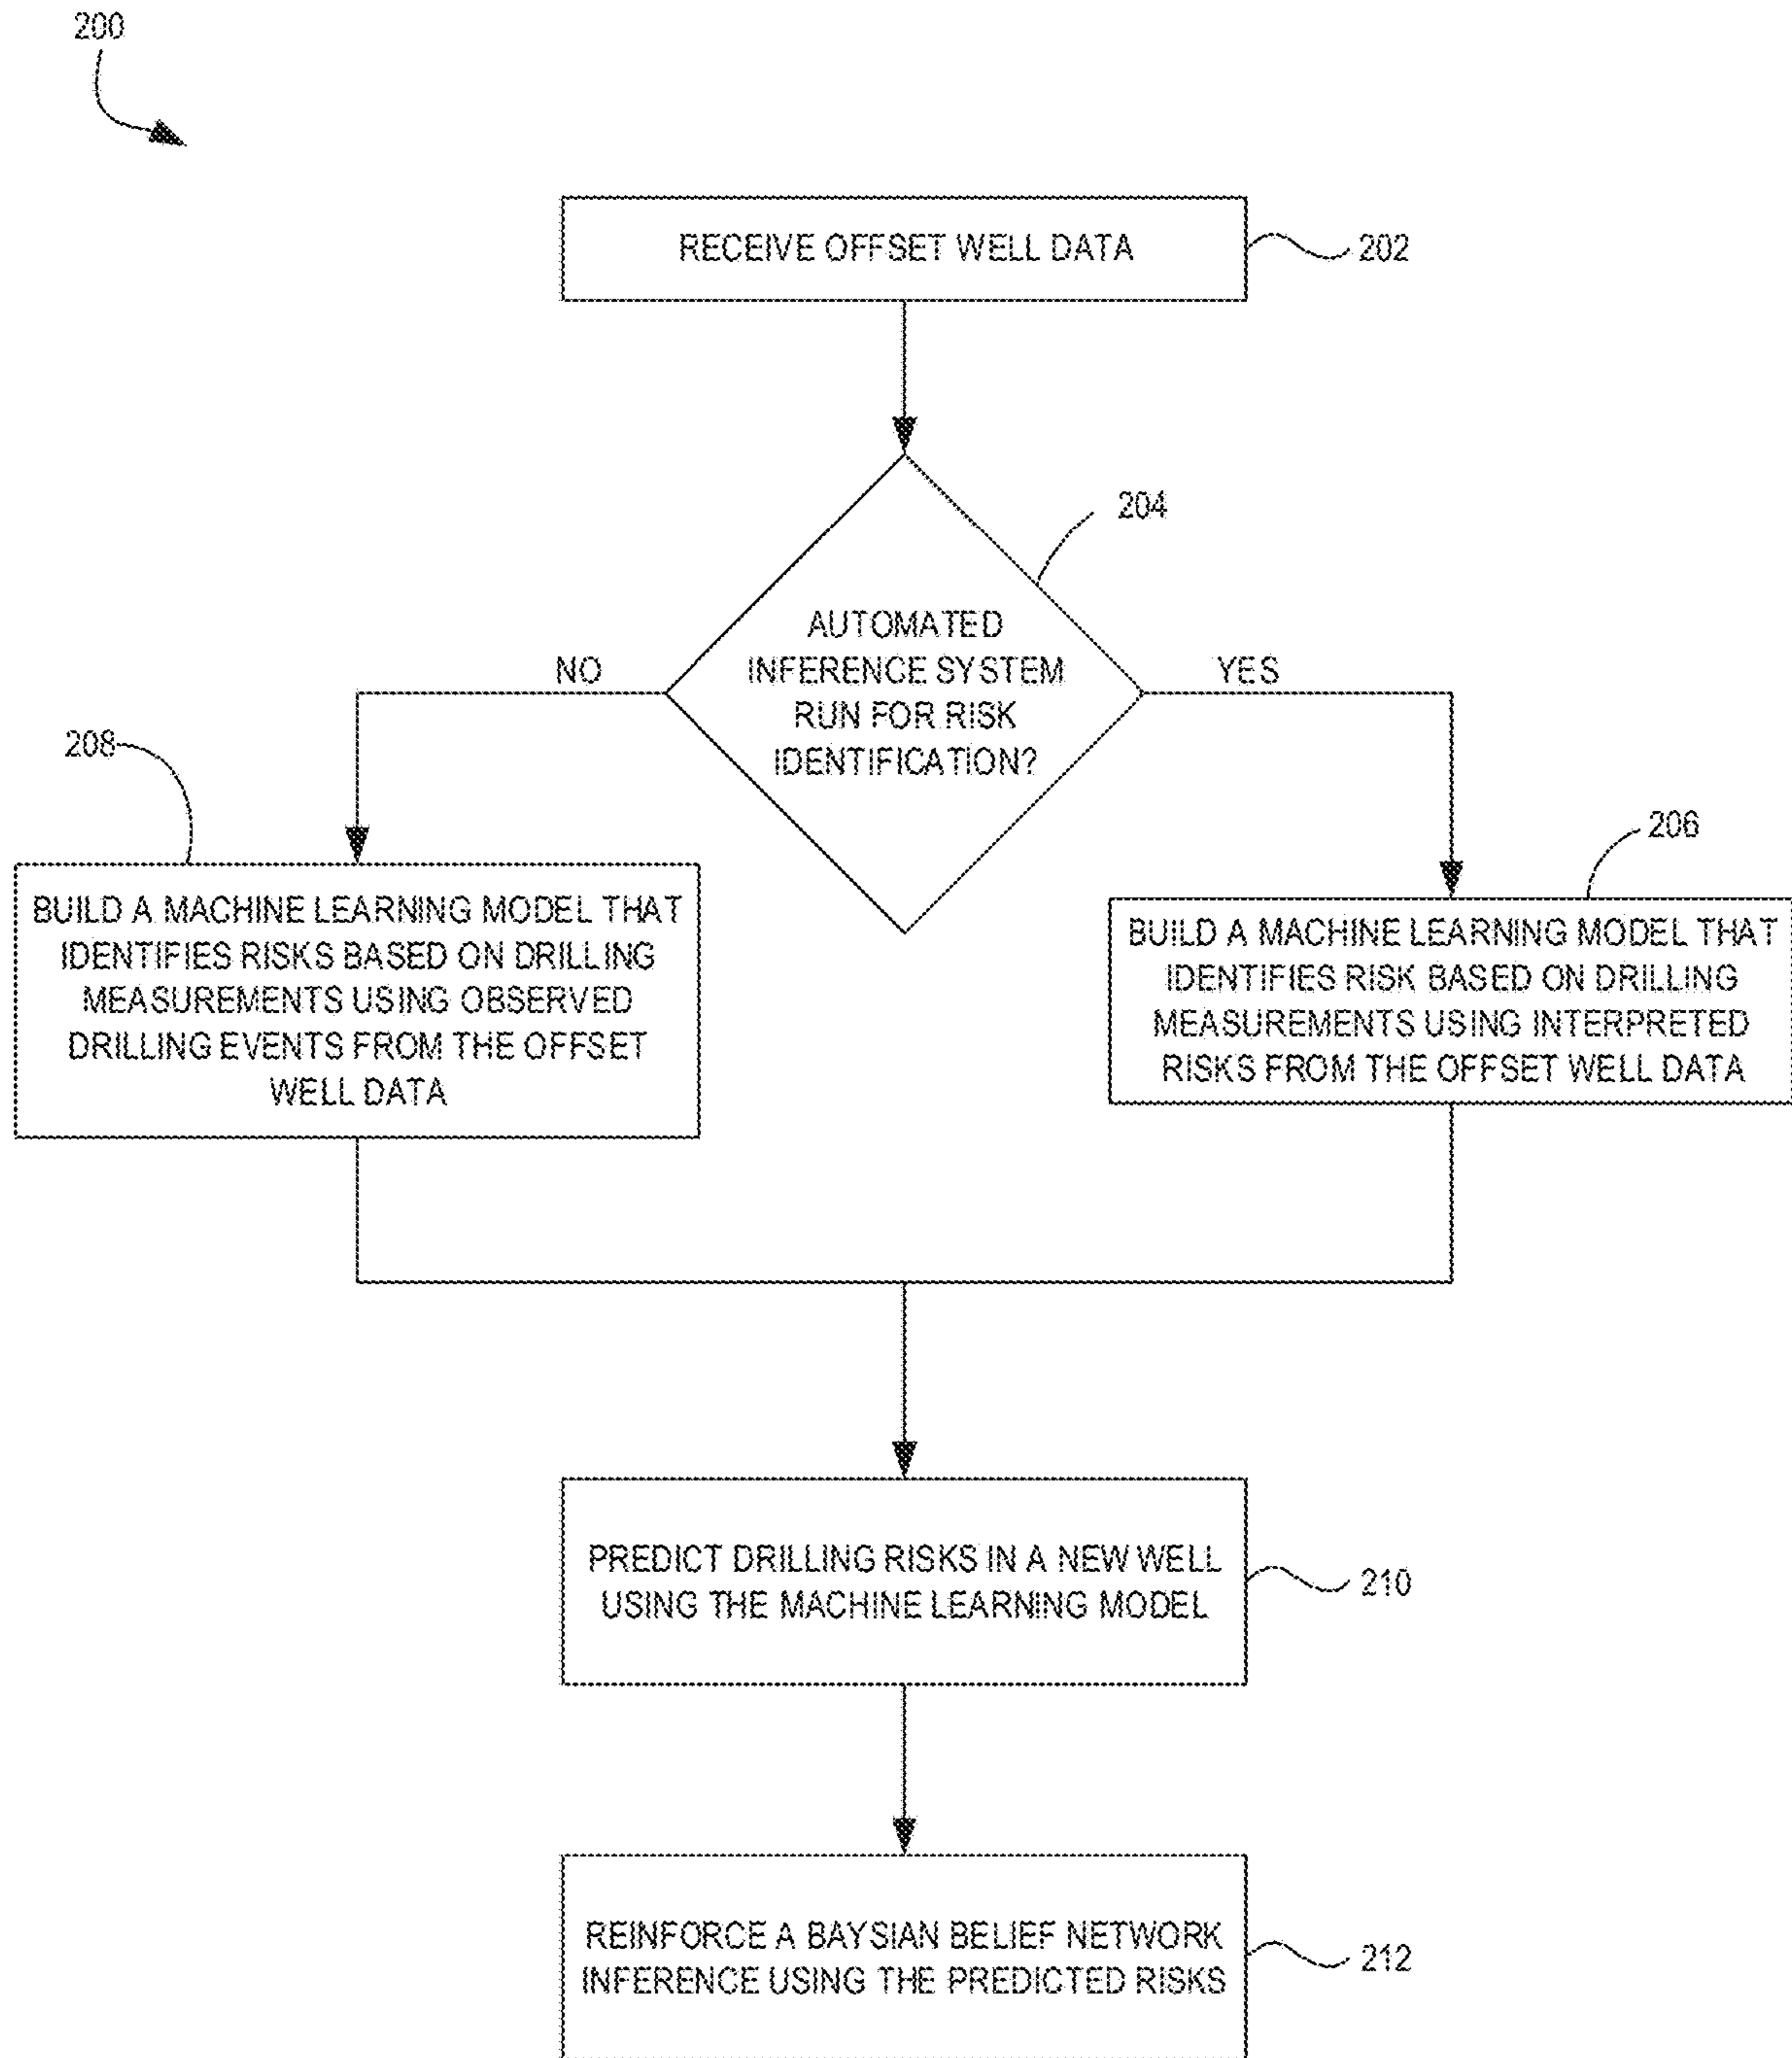 200
RECEIVE OFFSET WELL DATA
202
204
AUTOMATED
INFERENCE SYSTEM
RUN FOR RISK
IDENTIFICATION?
NO
YES
208
BUILD A MACHINE LEARNING MODEL THAT
IDENTIFIES RISKS BASED ON DRILLING
MEASUREMENTS USING OBSERVED
DRILLING EVENTS FROM THE OFFSET
WELL DATA
206
BUILD A MACHINE LEARNING MODEL THAT
IDENTIFIES RISK BASED ON DRILLING
MEASUREMENTS USING INTERPRETED
RISKS FROM THE OFFSET WELL DATA
PREDICT DRILLING RISKS IN A NEW WELL
USING THE MACHINE LEARNING MODEL
210
REINFORCE A BAYSIAN BELIEF NETWORK
INFERENCE USING THE PREDICTED RISKS
212